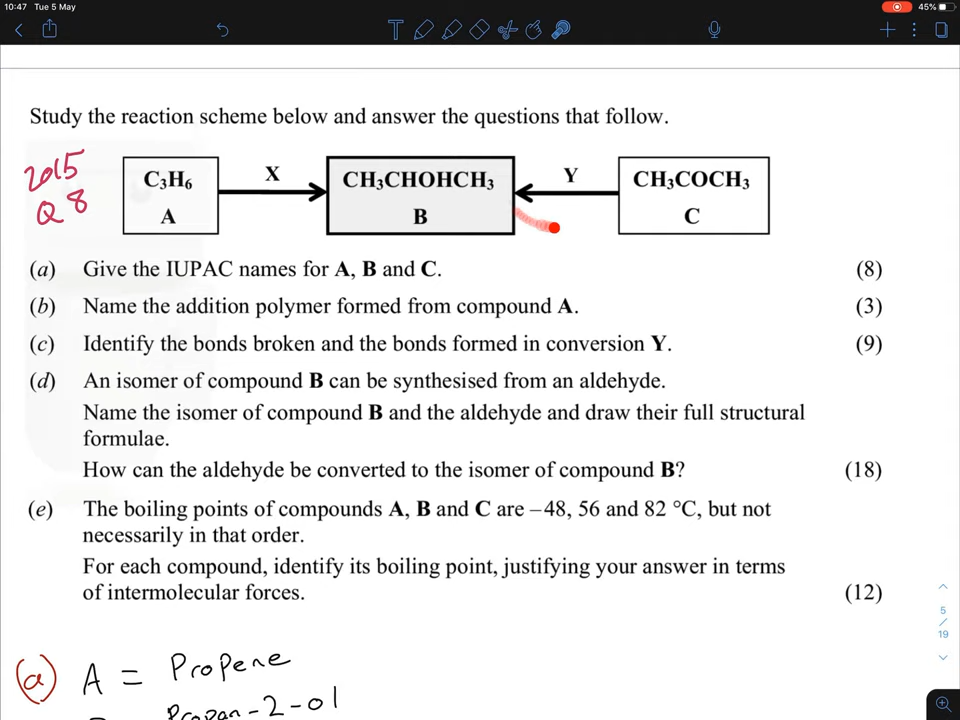 10:47 Tue 5 May
45%
Study the reaction scheme below and answer the questions that follow.
2015
Q 8
C₃H₆
A
X
CH₃CHOHCH₃
B
Y
CH₃COCH₃
C
(a) Give the IUPAC names for A, B and C. (8)
(b) Name the addition polymer formed from compound A. (3)
(c) Identify the bonds broken and the bonds formed in conversion Y. (9)
(d) An isomer of compound B can be synthesised from an aldehyde.
Name the isomer of compound B and the aldehyde and draw their full structural
formulae.
How can the aldehyde be converted to the isomer of compound B? (18)
(e) The boiling points of compounds A, B and C are –48, 56 and 82 °C, but not
necessarily in that order.
For each compound, identify its boiling point, justifying your answer in terms
of intermolecular forces. (12)
5
/
19
(a) A = Propene
Propan-2-ol